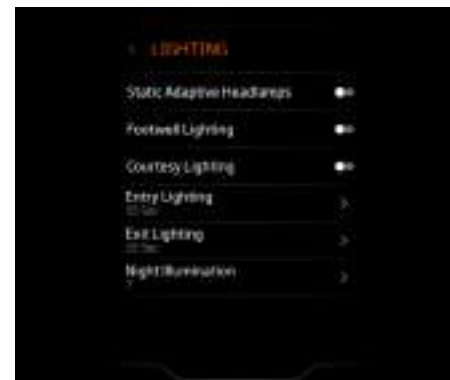 LIGHTING
Static Adaptive Headlamps
Footwell Lighting
Courtesy Lighting
Entry Lighting
Exit Lighting
Night Illumination